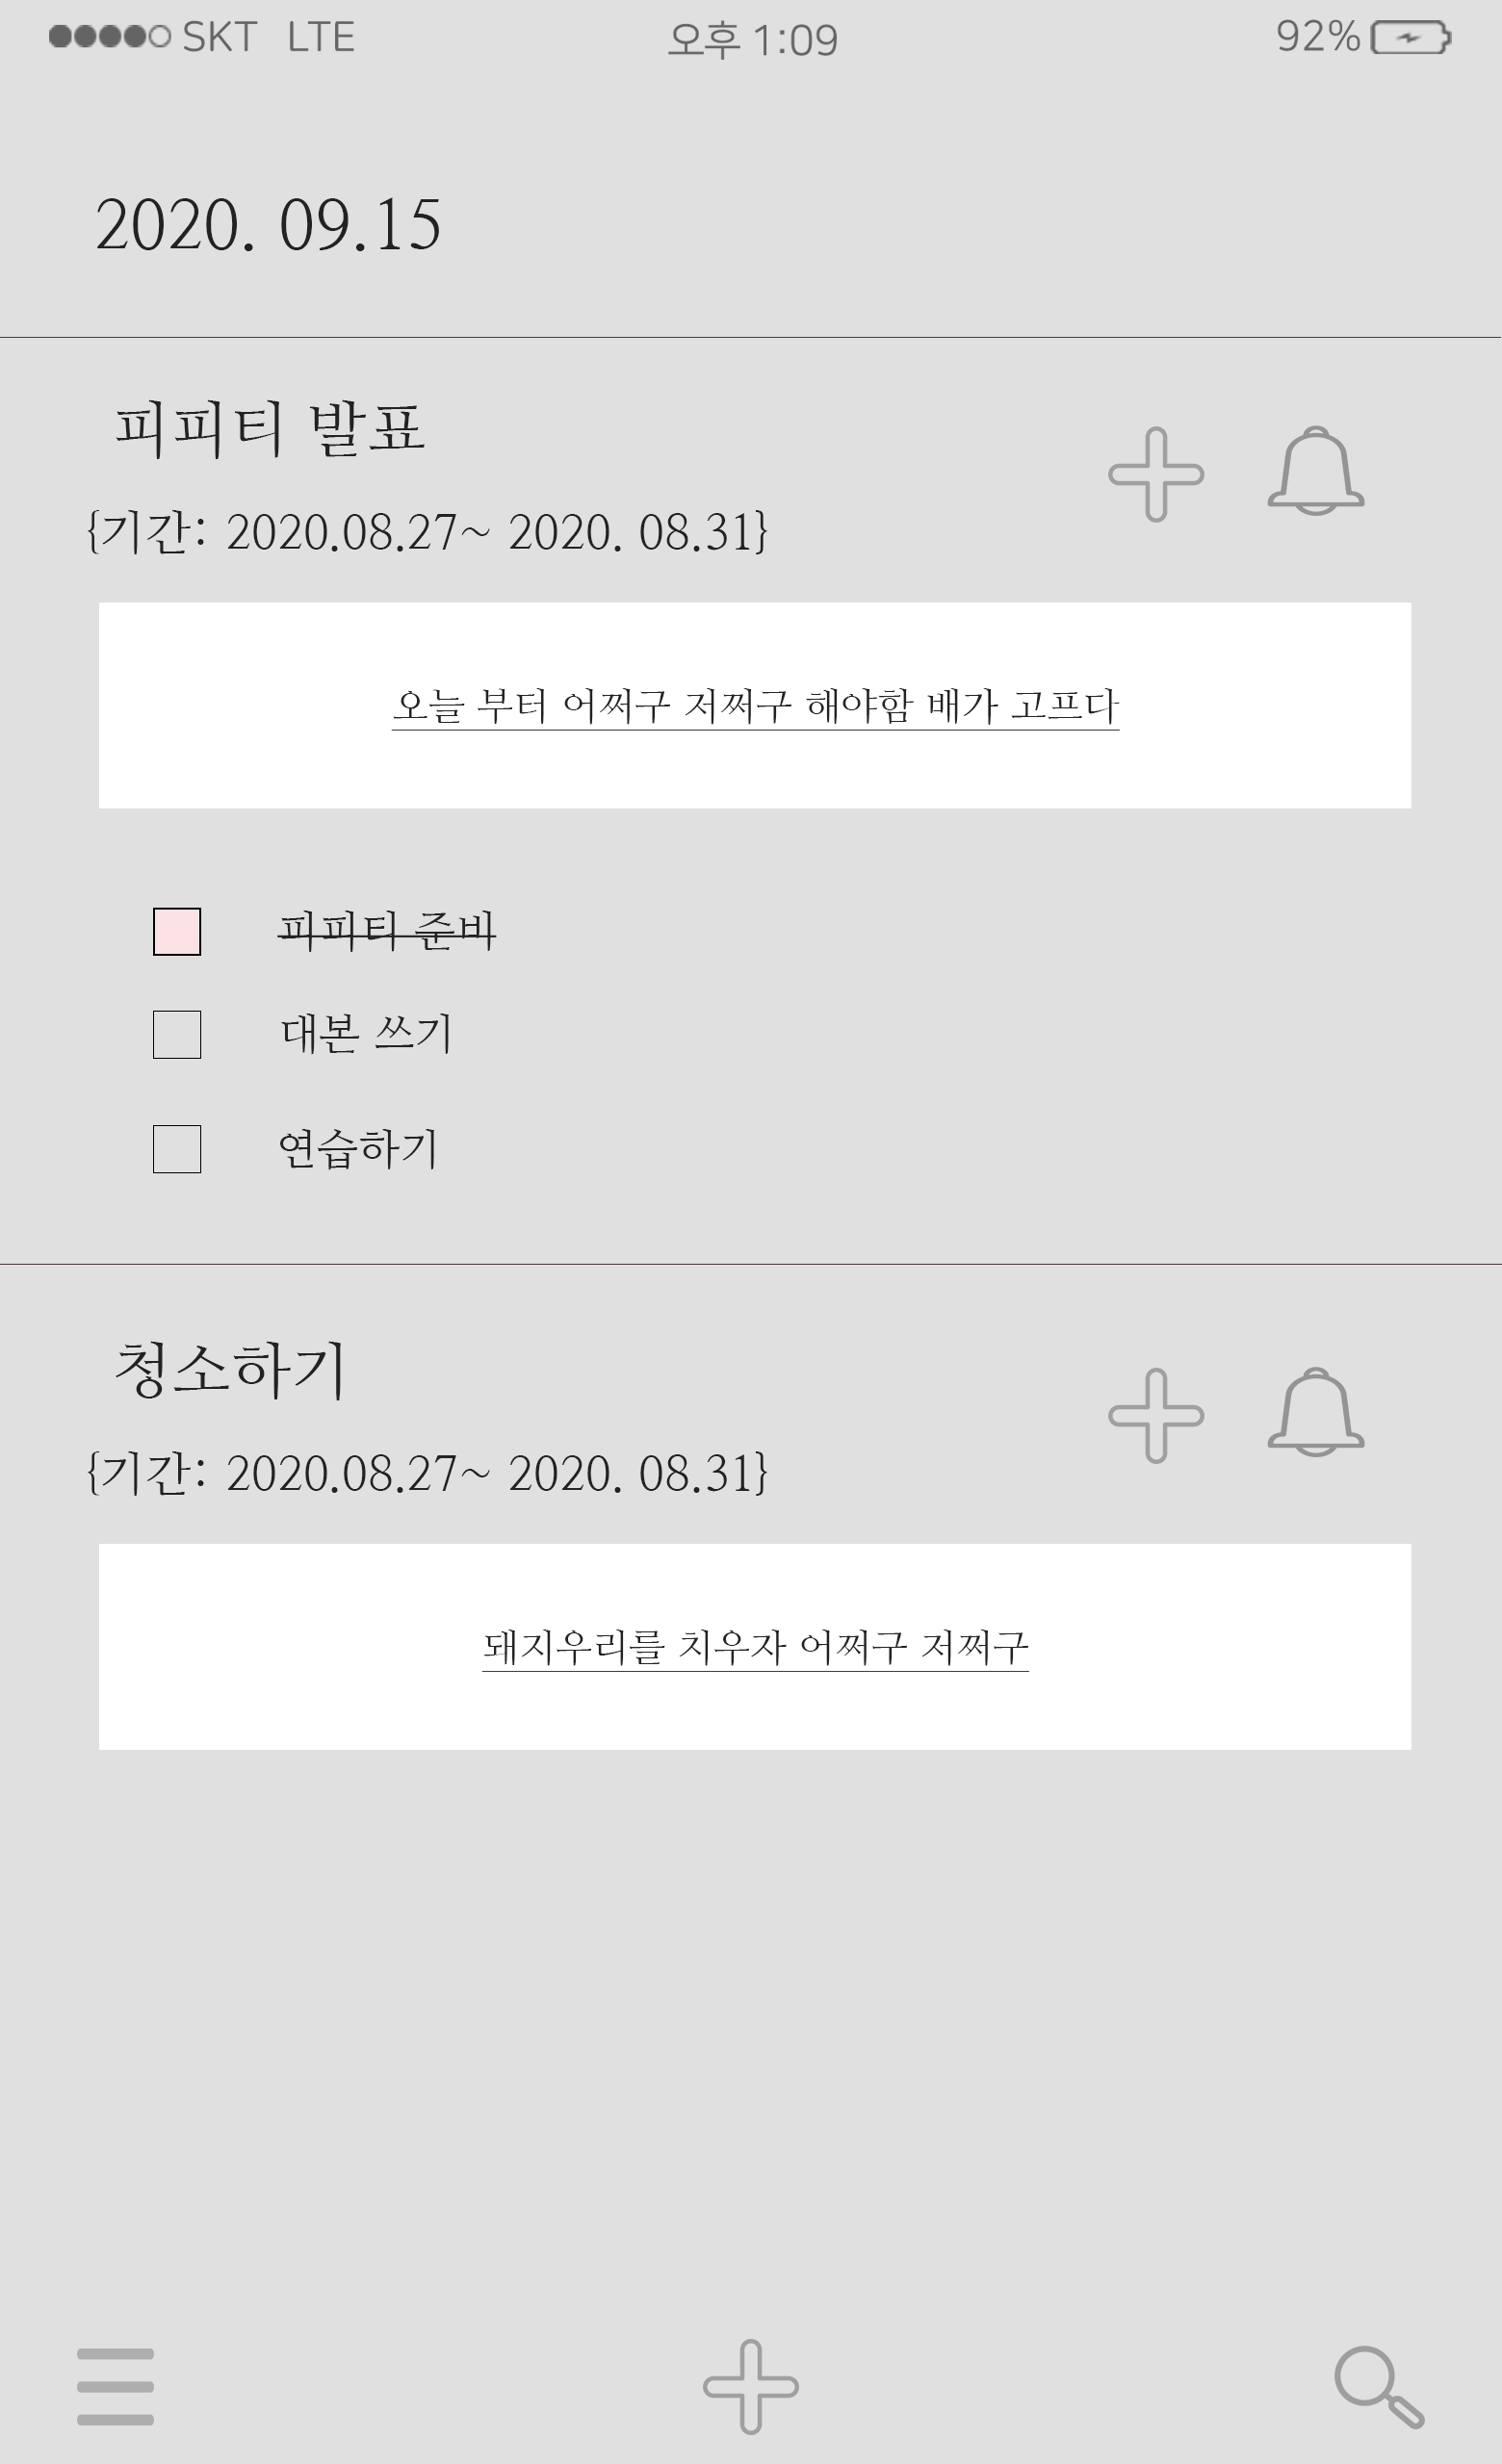 SKT LTE 오후 1:09 92%
2020. 09.15
피피티 발표
{기간: 2020.08.27~ 2020. 08.31}
오늘 부터 어쩌구 저쩌구 해야함 배가 고프다
피피티 준비
대본 쓰기
연습하기
청소하기
{기간: 2020.08.27~ 2020. 08.31}
돼지우리를 치우자 어쩌구 저쩌구